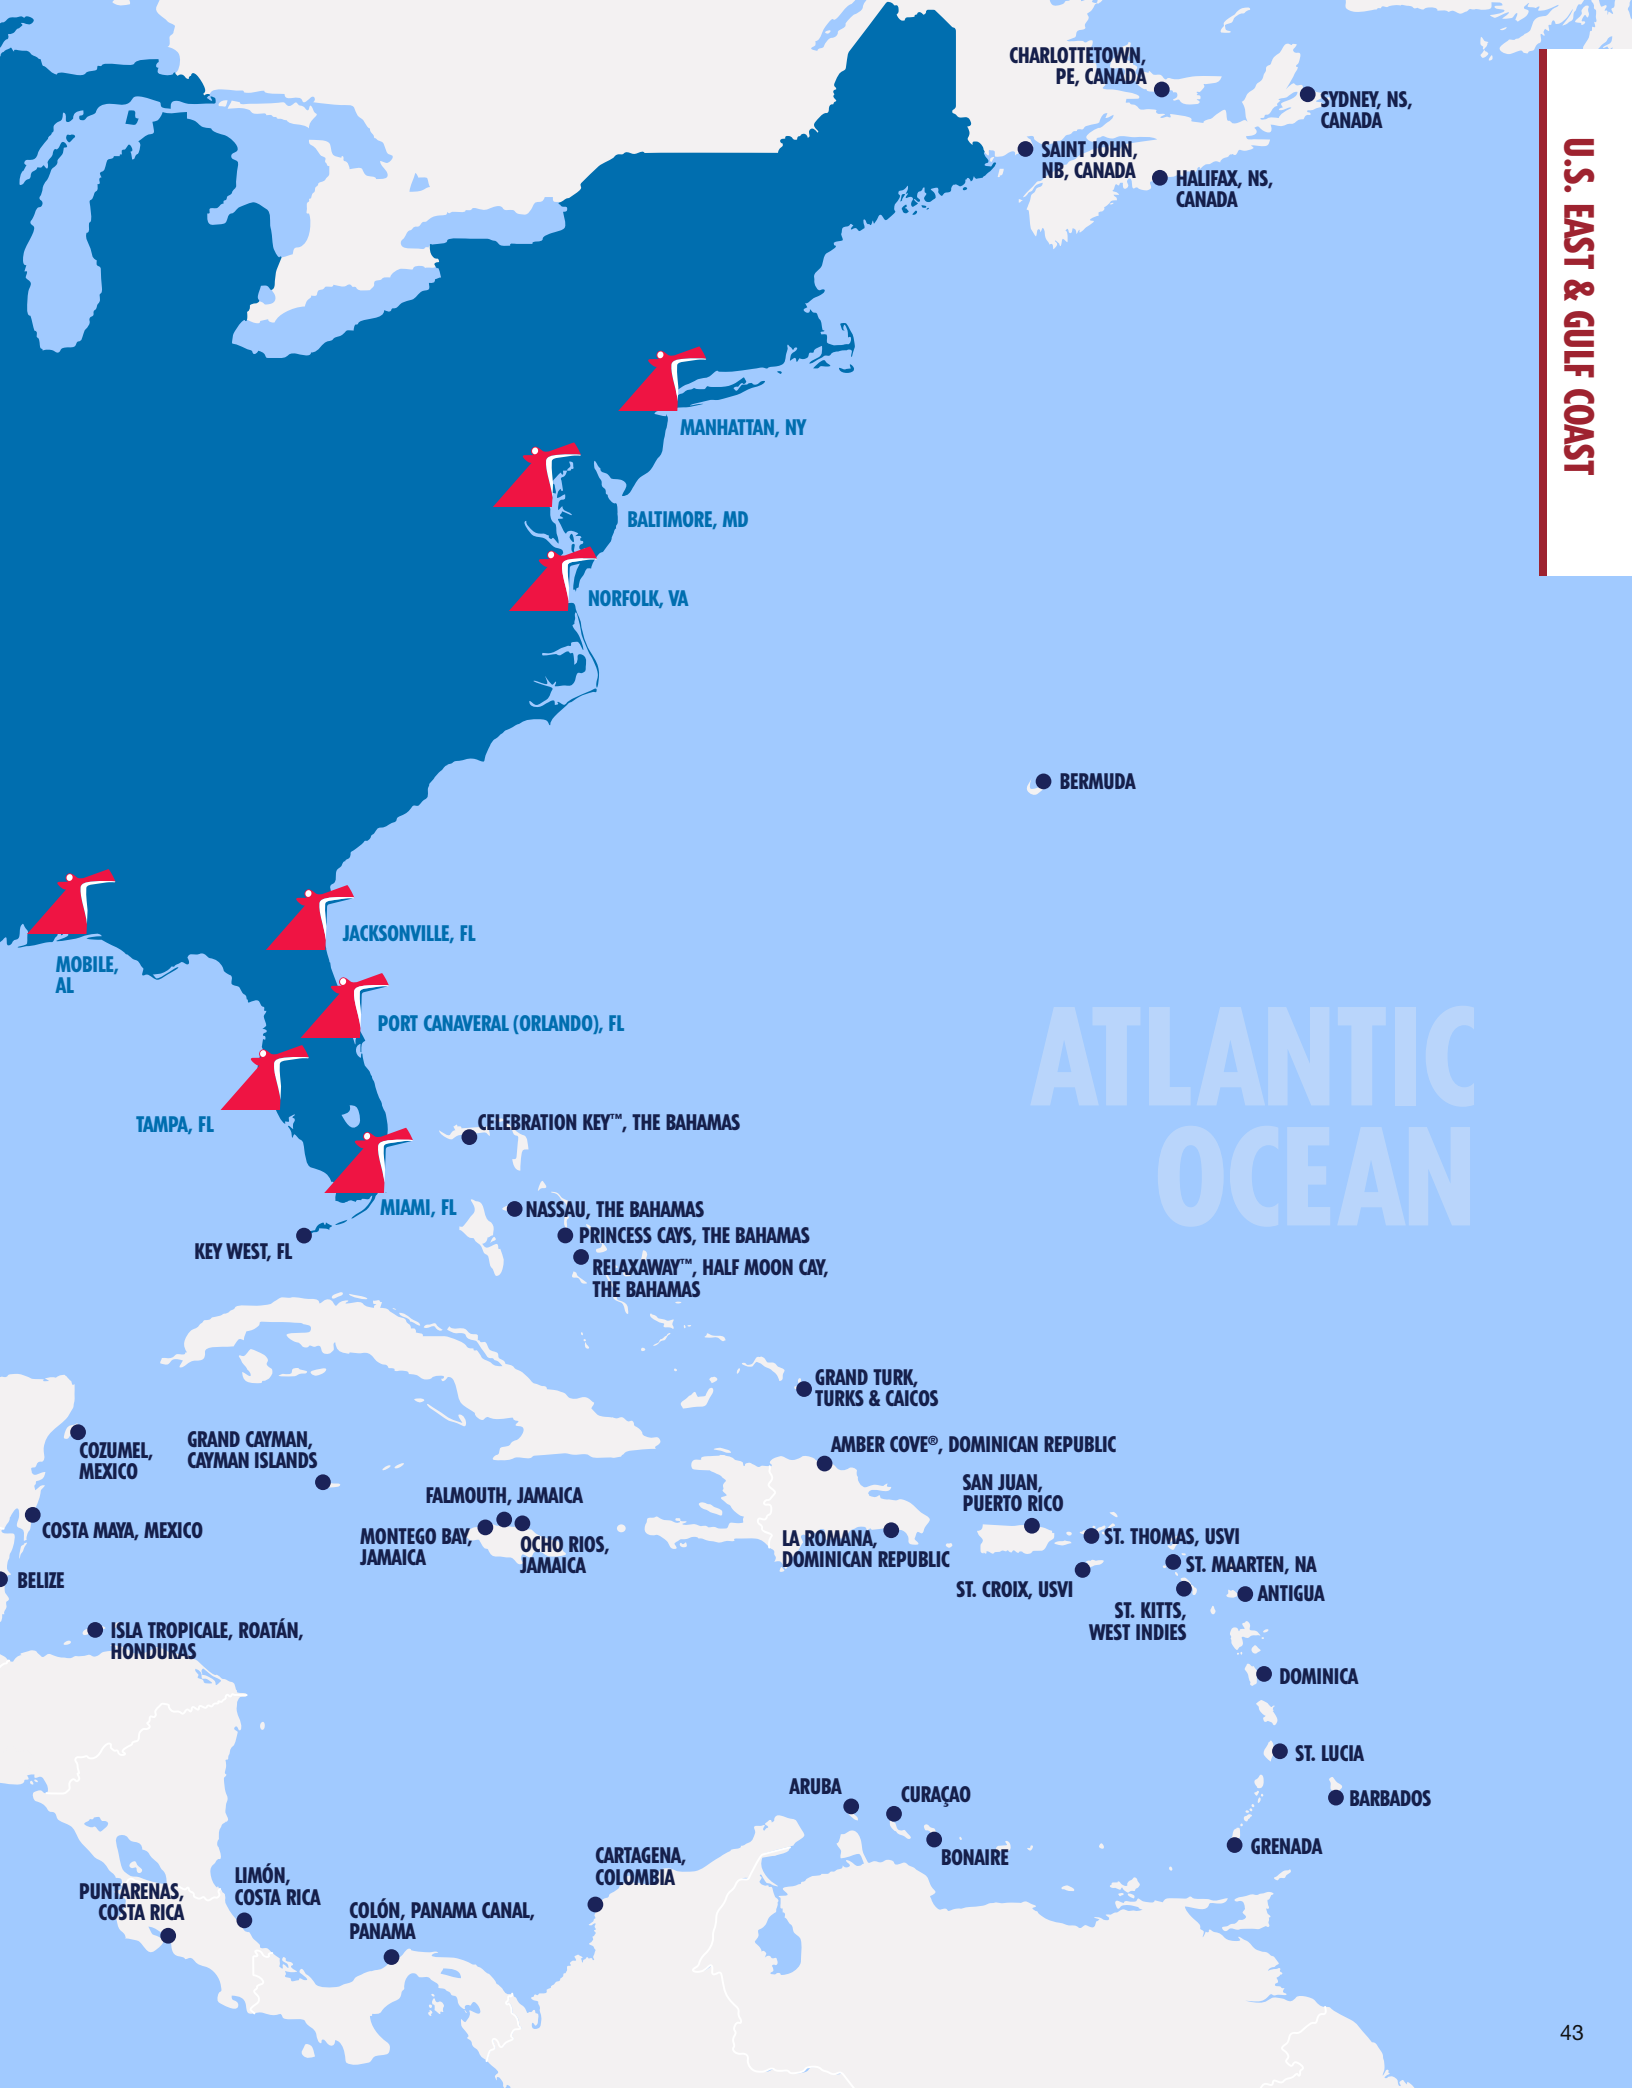 CHARLOTTETOWN,
PE, CANADA
SYDNEY, NS,
CANADA
SAINT JOHN,
NB, CANADA
HALIFAX, NS,
CANADA
U.S. EAST & GULF COAST
MANHATTAN, NY
BALTIMORE, MD
NORFOLK, VA
BERMUDA
JACKSONVILLE, FL
MOBILE,
AL
PORT CANAVERAL (ORLANDO), FL
ATLANTIC
OCEAN
TAMPA, FL
CELEBRATION KEY™, THE BAHAMAS
MIAMI, FL
NASSAU, THE BAHAMAS
PRINCESS CAYS, THE BAHAMAS
KEY WEST, FL
RELAXAWAY™, HALF MOON CAY,
THE BAHAMAS
GRAND TURK,
TURKS & CAICOS
COZUMEL,
MEXICO
GRAND CAYMAN,
CAYMAN ISLANDS
AMBER COVE®, DOMINICAN REPUBLIC
SAN JUAN,
PUERTO RICO
FALMOUTH, JAMAICA
COSTA MAYA, MEXICO
MONTEGO BAY,
JAMAICA
OCHO RIOS,
JAMAICA
LA ROMANA,
DOMINICAN REPUBLIC
ST. THOMAS, USVI
ST. MAARTEN, NA
BELIZE
ST. CROIX, USVI
ANTIGUA
ST. KITTS,
WEST INDIES
ISLA TROPICALE, ROATÁN,
HONDURAS
DOMINICA
ST. LUCIA
ARUBA
CURAÇAO
BARBADOS
GRENADA
BONAIRE
CARTAGENA,
COLOMBIA
PUNTARENAS,
COSTA RICA
LIMÓN,
COSTA RICA
COLÓN, PANAMA CANAL,
PANAMA
43